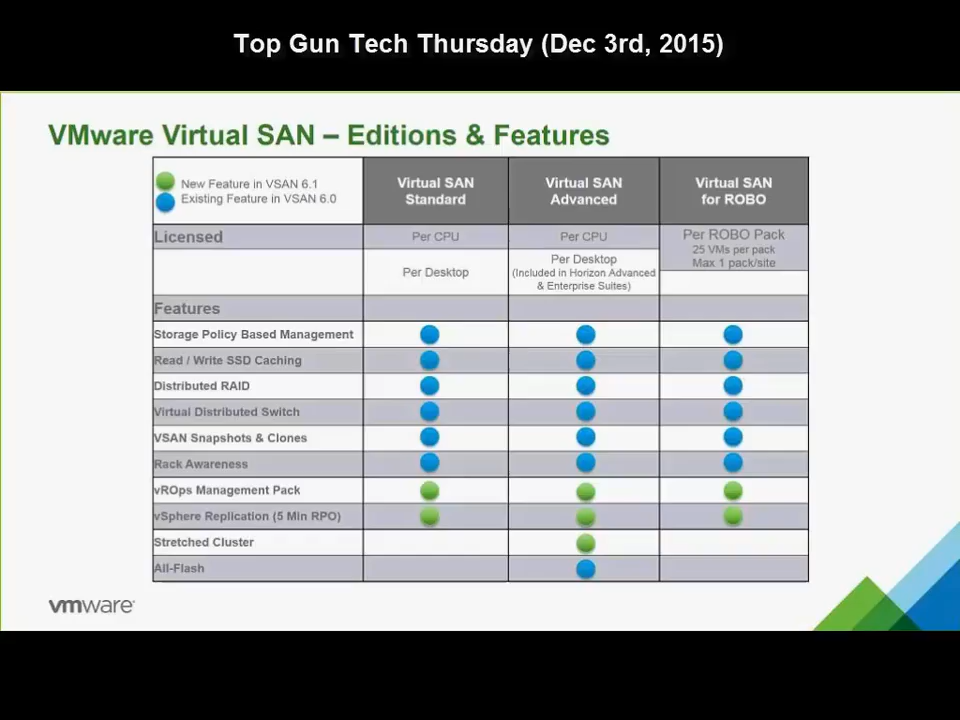 Top Gun Tech Thursday (Dec 3rd, 2015)
VMware Virtual SAN – Editions & Features
New Feature in VSAN 6.1
Existing Feature in VSAN 6.0
Virtual SAN
Standard
Virtual SAN
Advanced
Virtual SAN
for ROBO
Licensed
Per CPU
Per CPU
Per ROBO Pack
25 VMs per pack
Max 1 pack/site
Per Desktop
Per Desktop
(Included in Horizon Advanced
& Enterprise Suites)
Features
Storage Policy Based Management
Read / Write SSD Caching
Distributed RAID
Virtual Distributed Switch
VSAN Snapshots & Clones
Rack Awareness
vROps Management Pack
vSphere Replication (5 Min RPO)
Stretched Cluster
All-Flash
vmware